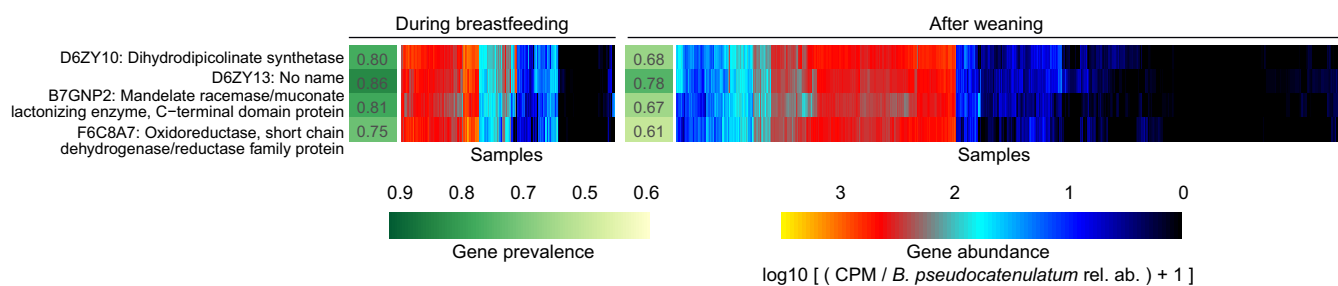 During breastfeeding
After weaning
D6ZY10: Dihydrodipicolinate synthetase
0.80
0.68
D6ZY13: No name
0.86
0.78
B7GNP2: Mandelate racemase/muconate
lactonizing enzyme, C−terminal domain protein
0.81
0.67
F6C8A7: Oxidoreductase, short chain
dehydrogenase/reductase family protein
0.75
0.61
Samples
Samples
0.9 0.8 0.7 0.5 0.6
3 2 1 0
Gene prevalence
Gene abundance
log10 [ ( CPM / B. pseudocatenulatum rel. ab. ) + 1 ]